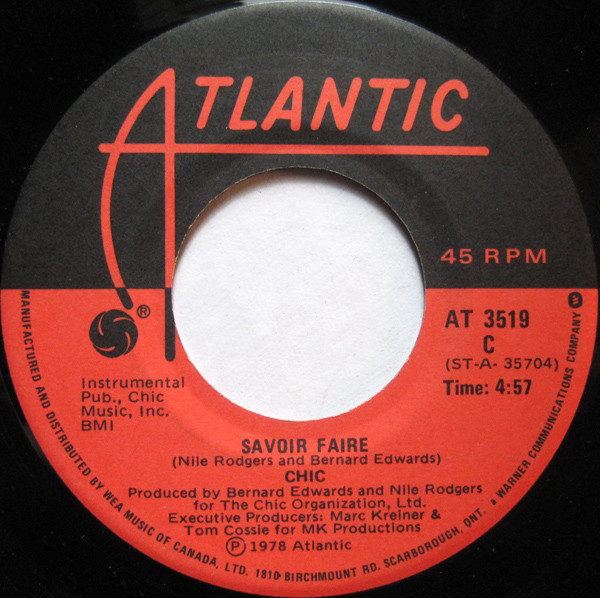 ATLANTIC
45 RPM
®
AT 3519
C
(ST-A- 35704)
Time: 4:57
Instrumental
Pub., Chic
Music, Inc.
BMI
SAVOIR FAIRE
(Nile Rodgers and Bernard Edwards)
CHIC
Produced by Bernard Edwards and Nile Rodgers
for The Chic Organization, Ltd.
Executive Producers: Marc Kreiner &
Tom Cossie for MK Productions
Ⓟ 1978 Atlantic
MANUFACTURED AND DISTRIBUTED BY WEA MUSIC OF CANADA, LTD. 1810 BIRCHMOUNT RD. SCARBOROUGH, ONT. a WARNER COMMUNICATIONS COMPANY